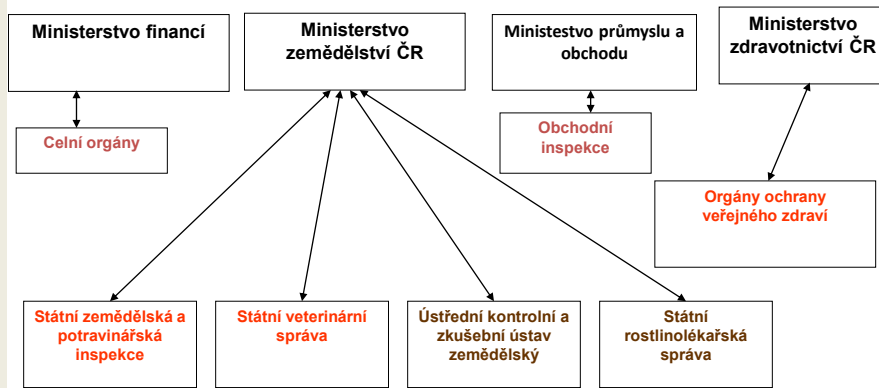 Ministerstvo financí
Ministerstvo
zemědělství ČR
Ministestvo průmyslu a
obchodu
Ministerstvo
zdravotnictví ČR
Celní orgány
Obchodní
inspekce
Orgány ochrany
veřejného zdraví
Státní zemědělská a
potravinářská
inspekce
Státní veterinární
správa
Ústřední kontrolní a
zkušební ústav
zemědělský
Státní
rostlinolékařská
správa